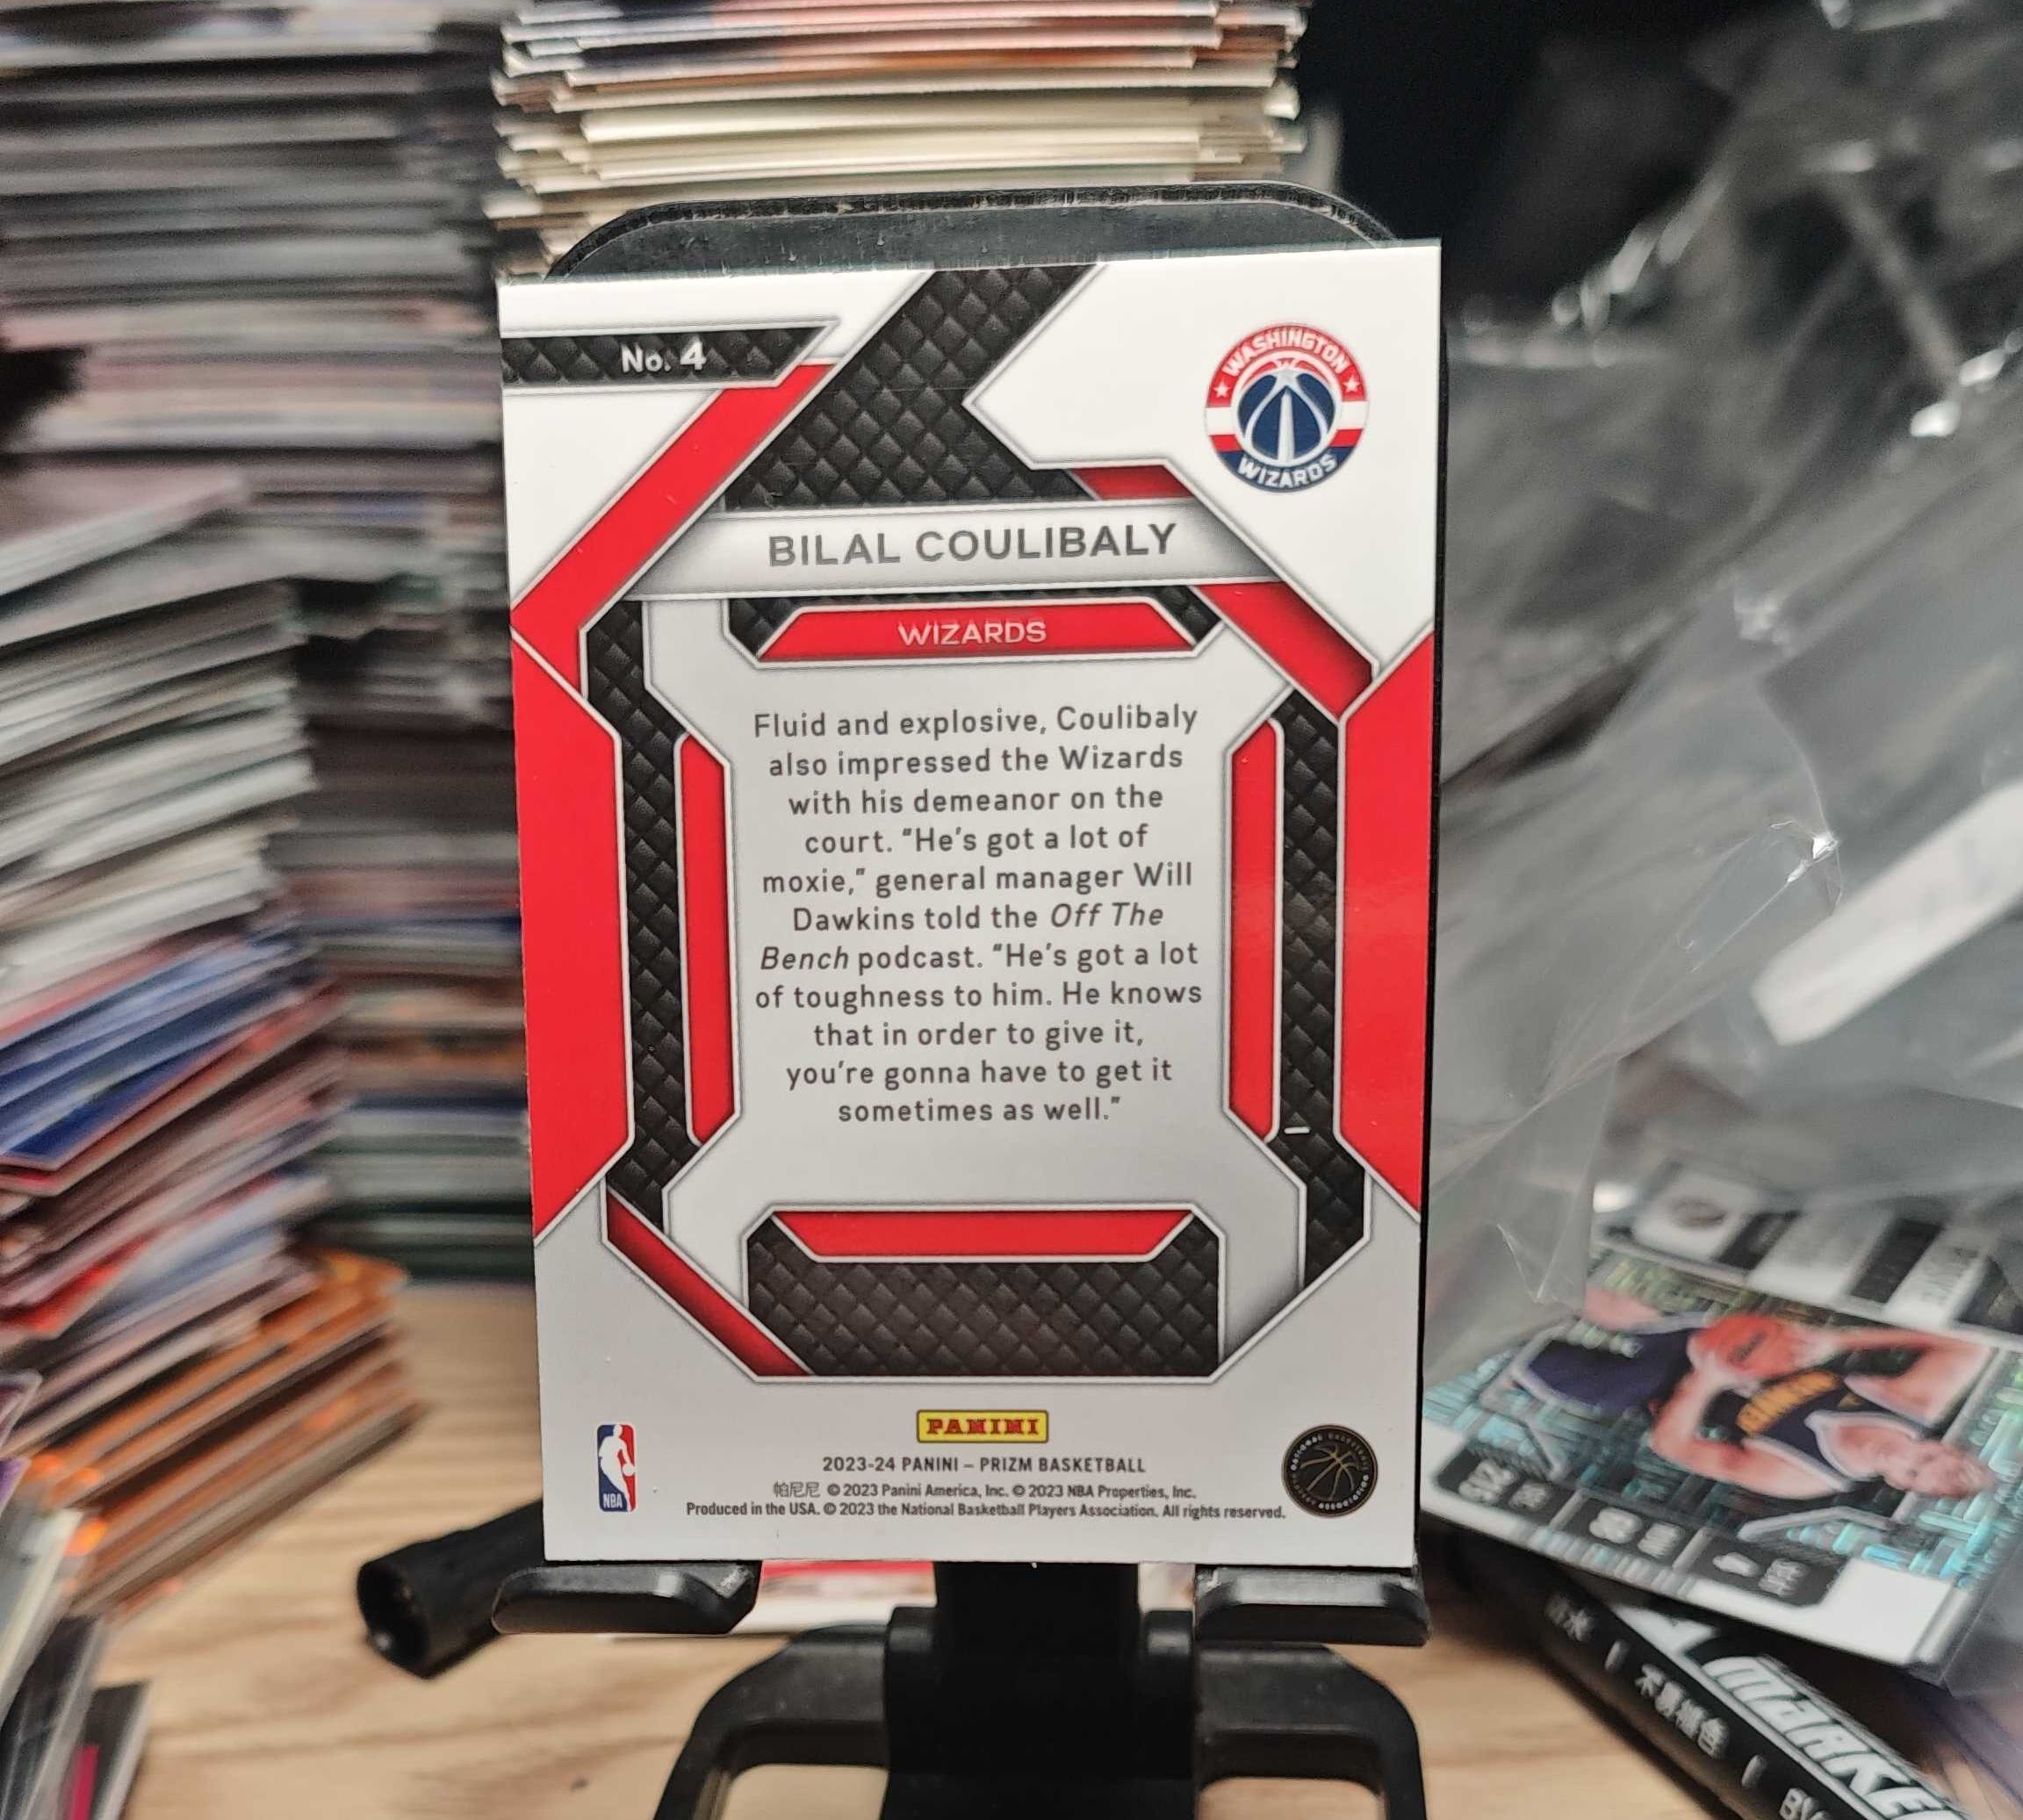 No. 4
WASHINGTON
WIZARDS
BILAL COULIBALY
WIZARDS
Fluid and explosive, Coulibaly
also impressed the Wizards
with his demeanor on the
court. “He’s got a lot of
moxie,” general manager Will
Dawkins told the Off The
Bench podcast. “He’s got a lot
of toughness to him. He knows
that in order to give it,
you’re gonna have to get it
sometimes as well.”
PANINI
NBA
2023-24 PANINI – PRIZM BASKETBALL
帕尼尼 © 2023 Panini America, Inc. © 2023 NBA Properties, Inc.
Produced in the USA. © 2023 the National Basketball Players Association. All rights reserved.
不易褪色